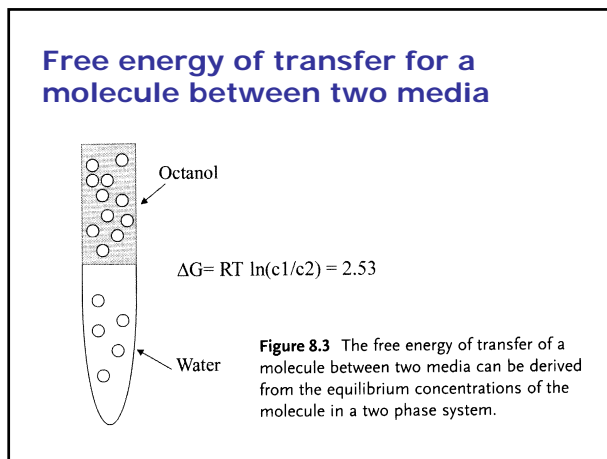 Free energy of transfer for a
molecule between two media
Octanol
ΔG= RT ln(c1/c2) = 2.53
Water
Figure 8.3 The free energy of transfer of a
molecule between two media can be derived
from the equilibrium concentrations of the
molecule in a two phase system.